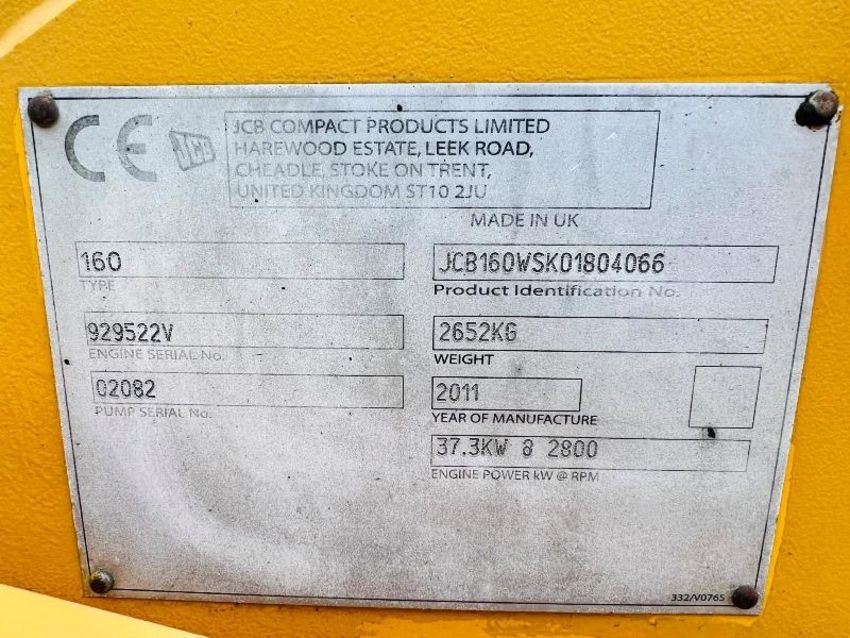 CE JCB
JCB COMPACT PRODUCTS LIMITED
HAREWOOD ESTATE, LEEK ROAD,
CHEADLE, STOKE ON TRENT,
UNITED KINGDOM ST10 2JU
MADE IN UK
160
TYPE
JCB160WSK01804066
Product Identification No.
929522V
ENGINE SERIAL No.
2652KG
WEIGHT
02082
PUMP SERIAL No.
2011
YEAR OF MANUFACTURE
37.3KW @ 2800
ENGINE POWER kW @ RPM
332/V0765